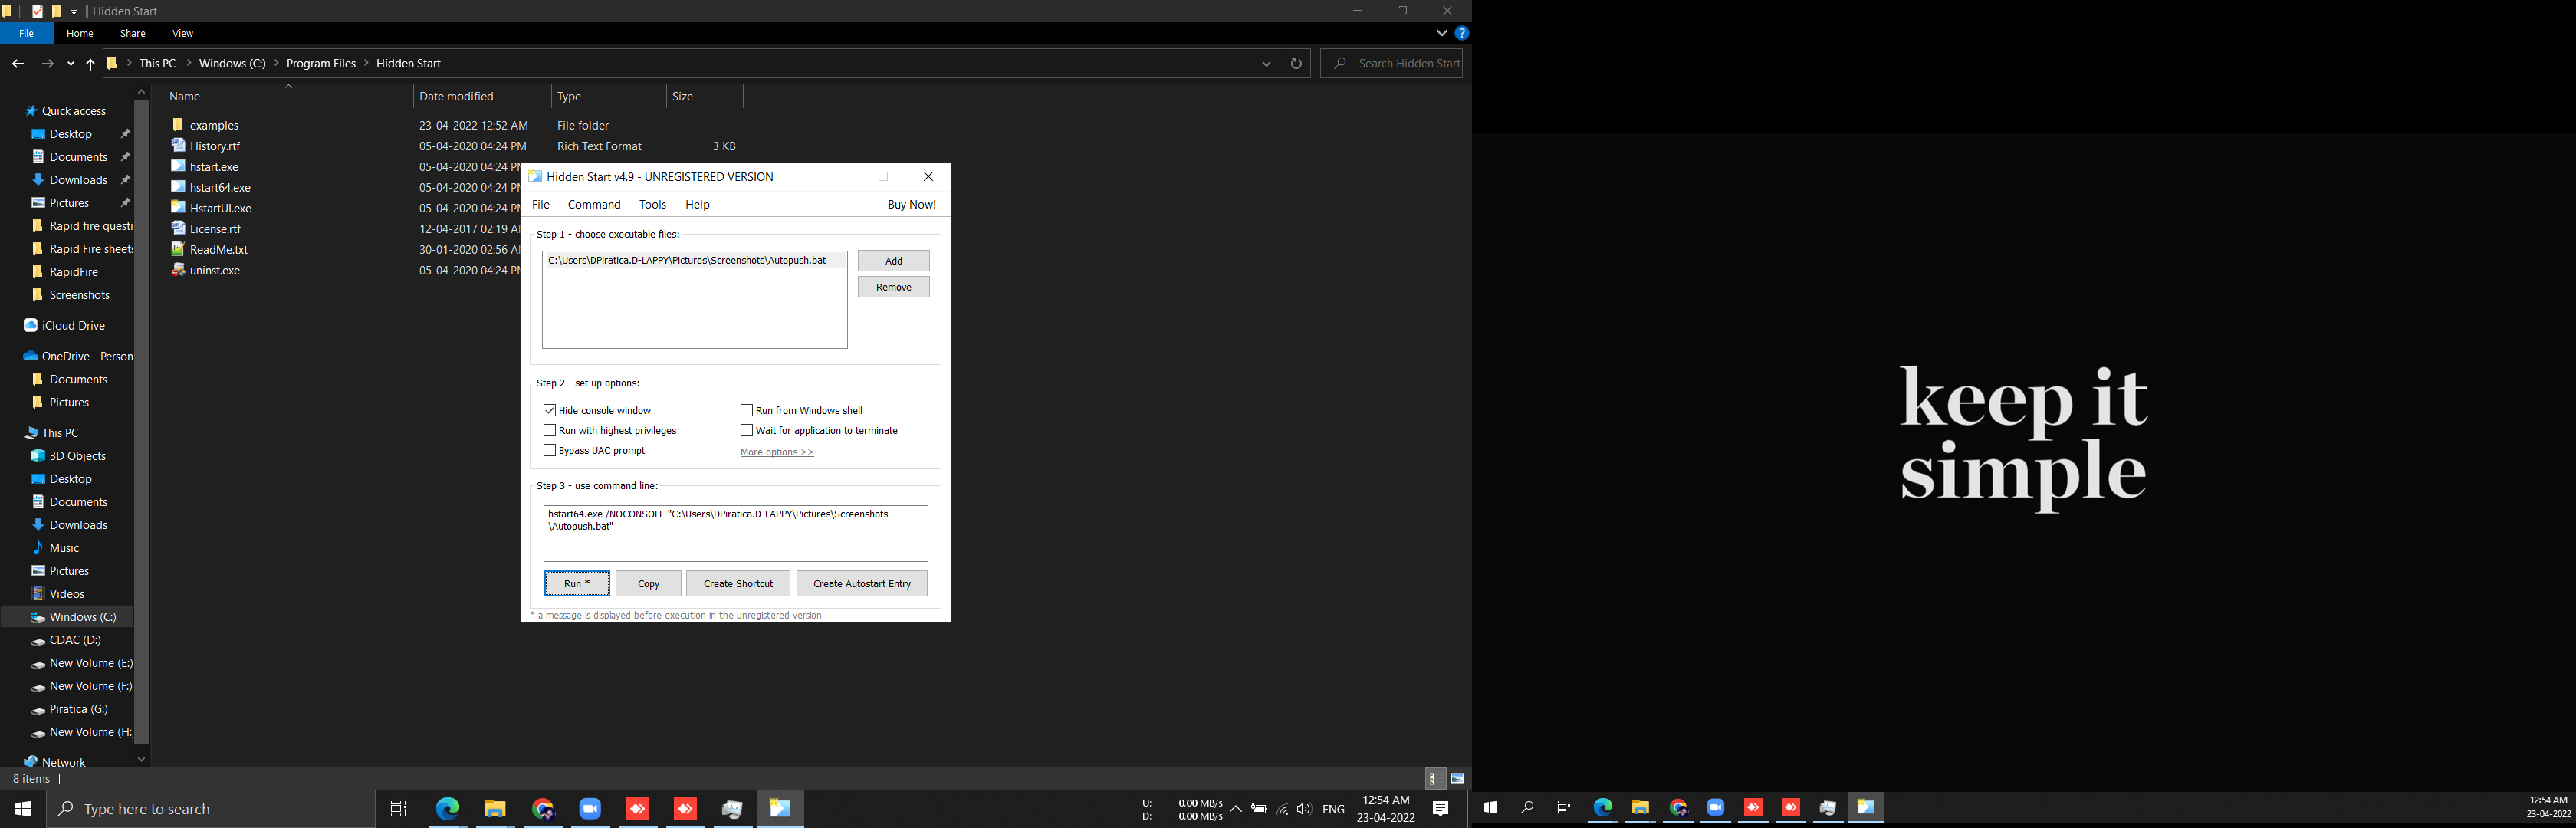 Hidden Start
File Home Share View
This PC Windows (C:) Program Files Hidden Start
Search Hidden Start
Name Date modified Type Size
examples 23-04-2022 12:52 AM File folder
History.rtf 05-04-2020 04:24 PM Rich Text Format 3 KB
hstart.exe 05-04-2020 04:24
hstart64.exe 05-04-2020 04:24
HstartUI.exe 05-04-2020 04:24
License.rtf 12-04-2017 02:19
ReadMe.txt 30-01-2020 02:56
uninst.exe 05-04-2020 04:24
Quick access
Desktop
Documents
Downloads
Pictures
Rapid fire questi
Rapid Fire sheets
RapidFire
Screenshots
iCloud Drive
OneDrive - Person
Documents
Pictures
This PC
3D Objects
Desktop
Documents
Downloads
Music
Pictures
Videos
Windows (C:)
CDAC (D:)
New Volume (E:)
New Volume (F:)
Piratica (G:)
New Volume (H:
Network
8 items
Hidden Start v4.9 - UNREGISTERED VERSION
File Command Tools Help Buy Now!
Step 1 - choose executable files:
C:\Users\DPiratica.D-LAPPY\Pictures\Screenshots\Autopush.bat
Add
Remove
Step 2 - set up options:
Hide console window Run from Windows shell
Run with highest privileges Wait for application to terminate
Bypass UAC prompt More options >>
Step 3 - use command line:
hstart64.exe /NOCONSOLE "C:\Users\DPiratica.D-LAPPY\Pictures\Screenshots
\Autopush.bat"
Run * Copy Create Shortcut Create Autostart Entry
* a message is displayed before execution in the unregistered version
Type here to search
U: 0.00 MB/s
D: 0.00 MB/s
ENG
12:54 AM
23-04-2022
keep it
simple
12:54 AM
23-04-2022